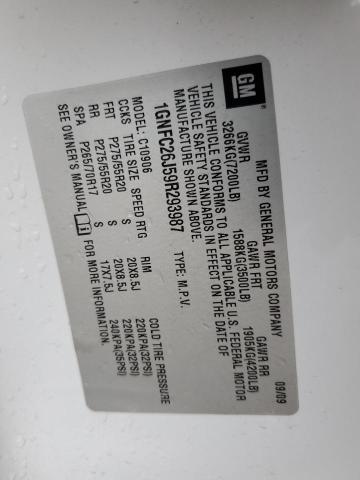 GM
MFD BY GENERAL MOTORS COMPANY 09/09
GVWR GAWR FRT GAWR RR
3266KG(7200LB) 1588KG(3500LB) 1905KG(4200LB)
THIS VEHICLE CONFORMS TO ALL APPLICABLE U.S. FEDERAL MOTOR
VEHICLE SAFETY STANDARDS IN EFFECT ON THE DATE OF
MANUFACTURE SHOWN ABOVE.
1GNFC26J59R293987 TYPE: M.P.V.
MODEL: C10906
CCKS TIRE SIZE SPEED RTG RIM COLD TIRE PRESSURE
FRT P275/55R20 S 20X8.5J 220KPA(32PSI)
RR P275/55R20 S 20X8.5J 220KPA(32PSI)
SPA P265/70R17 S 17X7.5J 240KPA(35PSI)
SEE OWNER'S MANUAL FOR MORE INFORMATION.